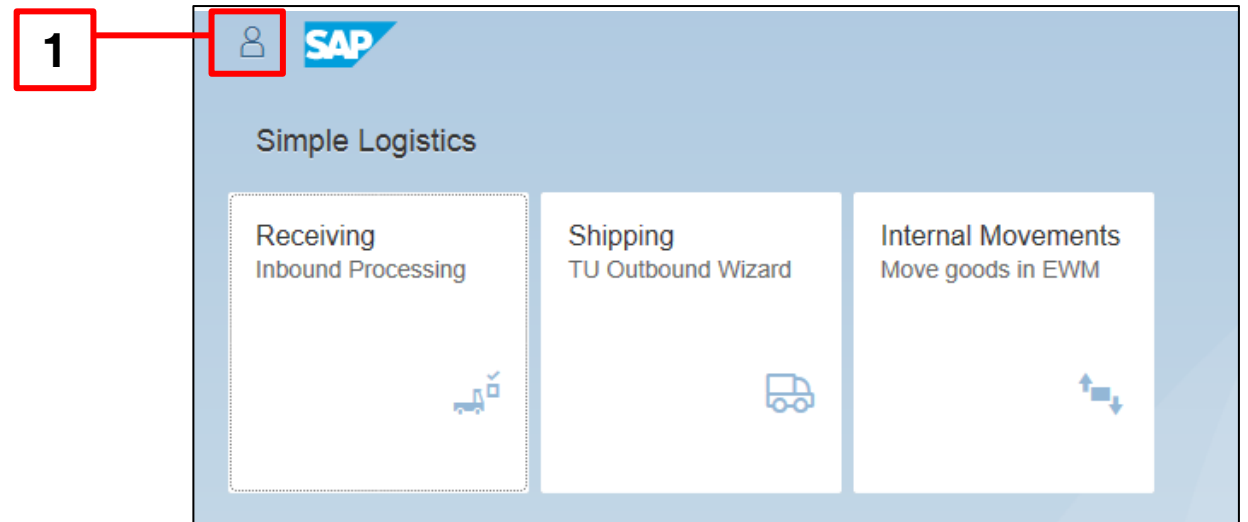 1
SAP
Simple Logistics
Receiving
Inbound Processing
Shipping
TU Outbound Wizard
Internal Movements
Move goods in EWM